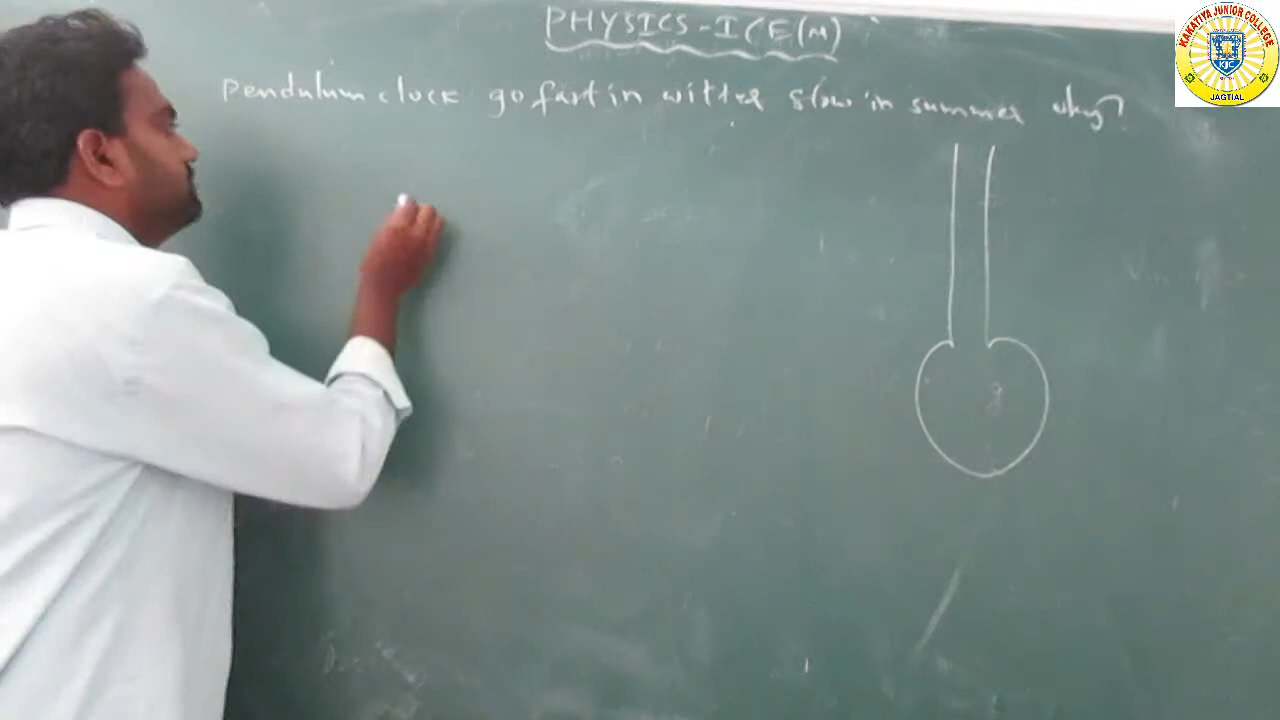 PHYSICS-I (E(M)
Pendulum clock go fast in witter slow in summer why?
KAKATIYA JUNIOR COLLEGE
KJC
JAGTIAL